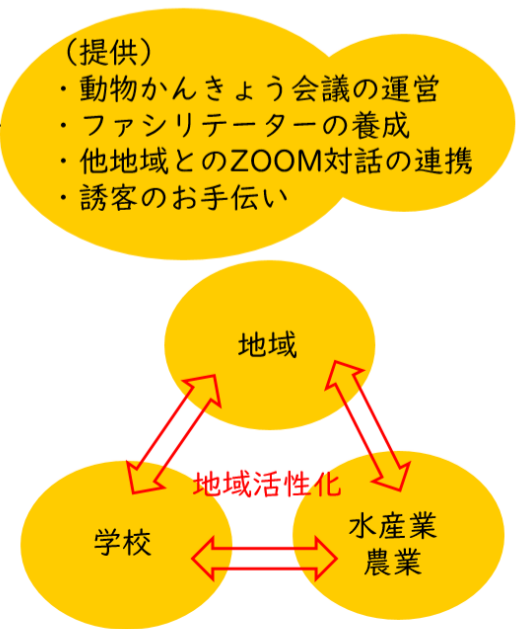 （提供）
・動物かんきょう会議の運営
・ファシリテーターの養成
・他地域とのZOOM対話の連携
・誘客のお手伝い
地域
地域活性化
学校
水産業
農業